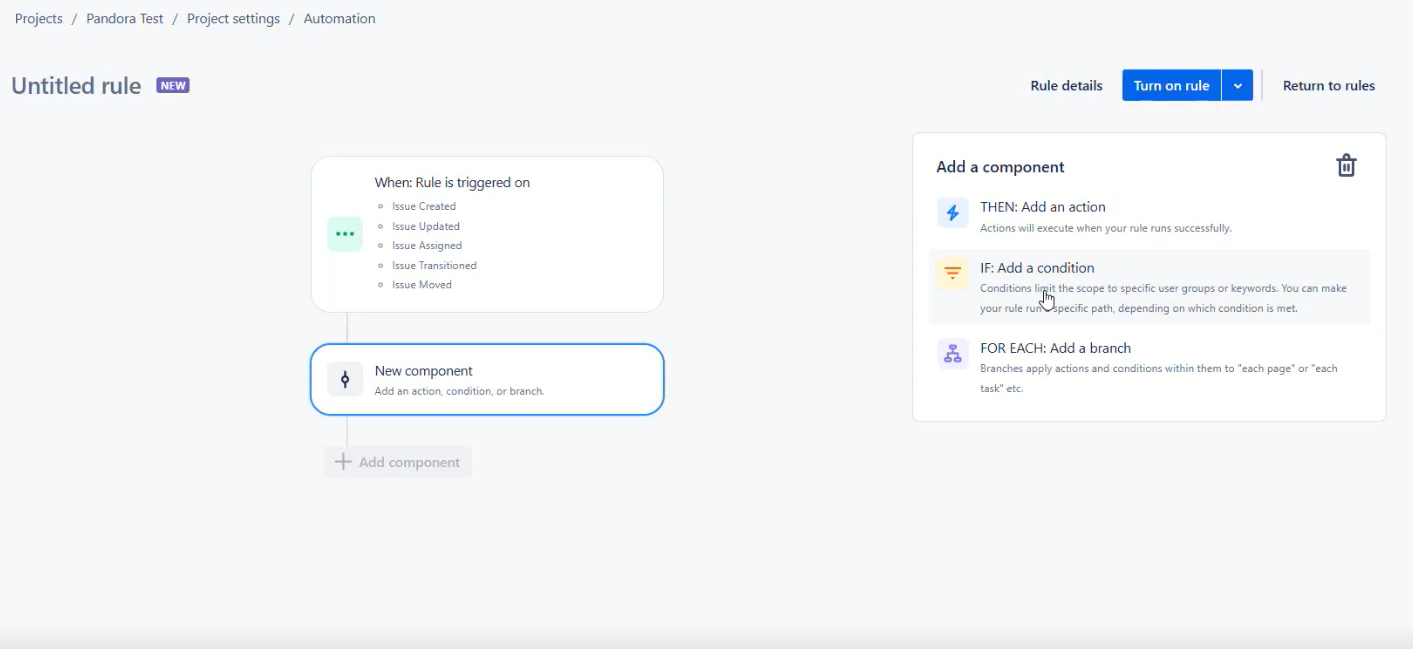 Projects / Pandora Test / Project settings / Automation
Untitled rule NEW
Rule details Turn on rule Return to rules
When: Rule is triggered on
Issue Created
Issue Updated
Issue Assigned
Issue Transitioned
Issue Moved
New component
Add an action, condition, or branch.
Add component
Add a component
THEN: Add an action
Actions will execute when your rule runs successfully.
IF: Add a condition
Conditions limit the scope to specific user groups or keywords. You can make
your rule run specific path, depending on which condition is met.
FOR EACH: Add a branch
Branches apply actions and conditions within them to "each page" or "each
task" etc.